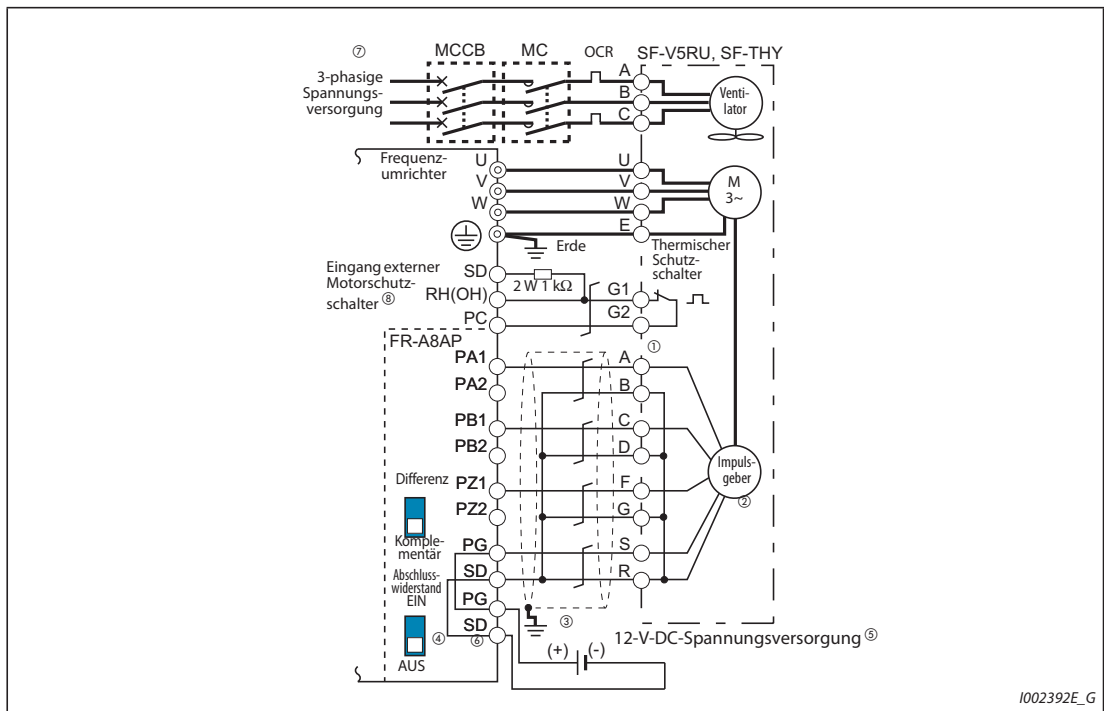 ⑦ MCCB MC OCR SF-V5RU, SF-THY
3-phasige
Spannungs-
versorgung
A
B
C
Venti-
lator
Frequenz-
umrichter
U
V
W
U
V
W
E
M
3~
Erde
Thermischer
Schutz-
schalter
Eingang externer
Motorschutz-
schalter ⑧
SD
RH(OH)
PC
2 W 1 kΩ
G1
G2
FR-A8AP
①
PA1
PA2
PB1
PB2
PZ1
PZ2
PG
SD
PG
SD
A
B
C
D
F
G
S
R
Impuls-
geber
②
Differenz
Komple-
mentär
Abschluss-
widerstand
EIN
④
⑥
AUS
③
12-V-DC-Spannungsversorgung ⑤
(+) (-)
I002392E_G